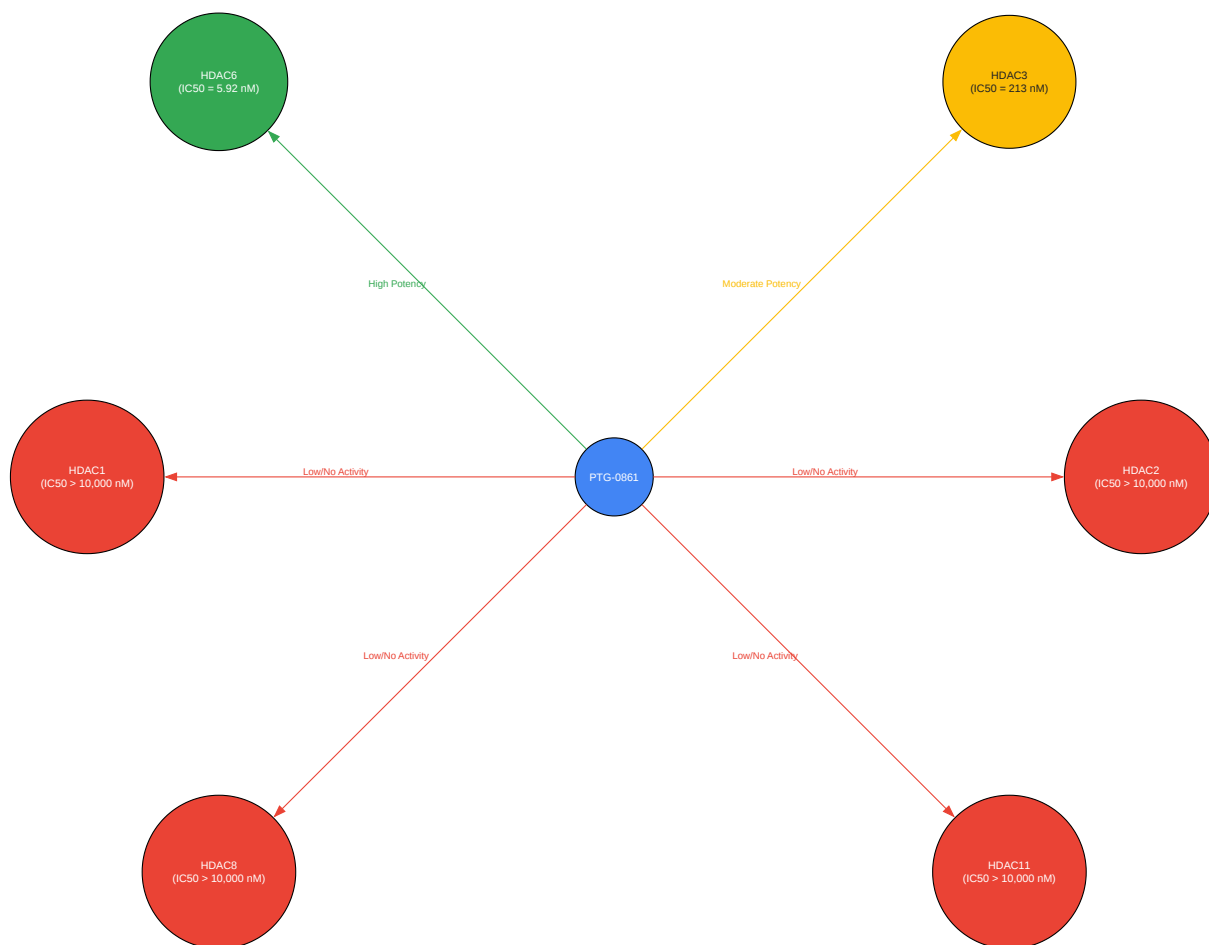 HDAC6
(IC50 = 5.92 nM)
HDAC3
(IC50 = 213 nM)
High Potency
Moderate Potency
HDAC1
(IC50 > 10,000 nM)
Low/No Activity
PTG-0861
Low/No Activity
HDAC2
(IC50 > 10,000 nM)
Low/No Activity
Low/No Activity
HDAC8
(IC50 > 10,000 nM)
HDAC11
(IC50 > 10,000 nM)